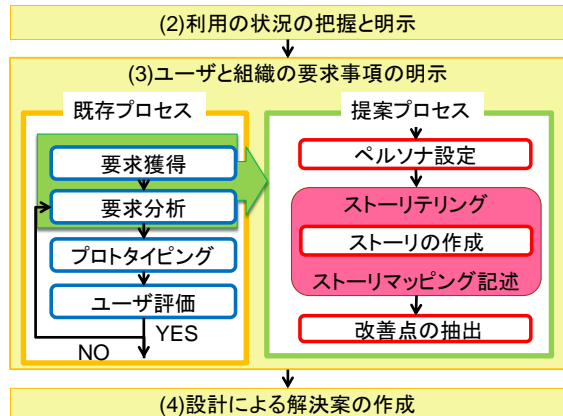 (2)利用の状況の把握と明示
(3)ユーザと組織の要求事項の明示
既存プロセス
要求獲得
要求分析
プロトタイピング
ユーザ評価
YES
NO
提案プロセス
ペルソナ設定
ストーリテリング
ストーリの作成
ストーリマッピング記述
改善点の抽出
(4)設計による解決案の作成